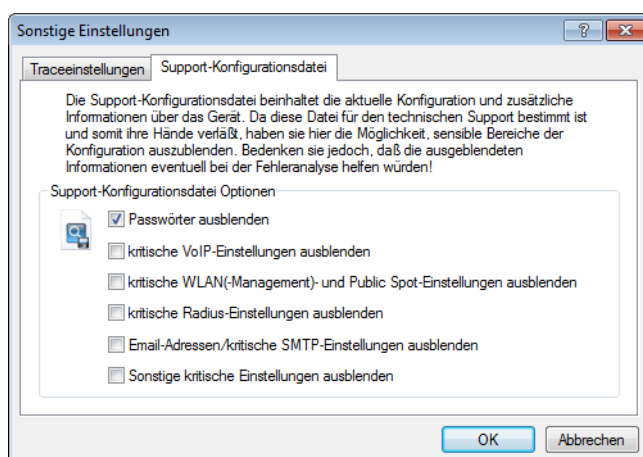 Sonstige Einstellungen
Traceeinstellungen
Support-Konfigurationsdatei
Die Support-Konfigurationsdatei beinhaltet die aktuelle Konfiguration und zusätzliche
Informationen über das Gerät. Da diese Datei für den technischen Support bestimmt ist
und somit ihre Hände verläßt, haben sie hier die Möglichkeit, sensible Bereiche der
Konfiguration auszublenden. Bedenken sie jedoch, daß die ausgeblendeten
Informationen eventuell bei der Fehleranalyse helfen würden!
Support-Konfigurationsdatei Optionen
Passwörter ausblenden
kritische VoIP-Einstellungen ausblenden
kritische WLAN(-Management)- und Public Spot-Einstellungen ausblenden
kritische Radius-Einstellungen ausblenden
Email-Adressen/kritische SMTP-Einstellungen ausblenden
Sonstige kritische Einstellungen ausblenden
OK
Abbrechen